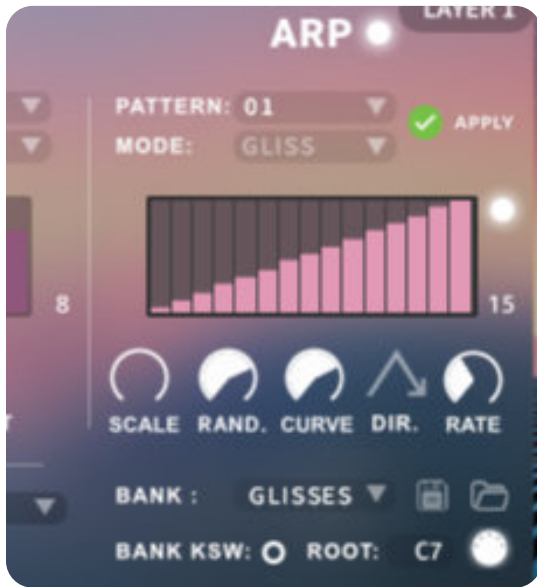 LAYER 1
ARP
PATTERN: 01
APPLY
MODE: GLISS
8
15
SCALE RAND. CURVE DIR. RATE
BANK : GLISSES
BANK KSW: ROOT: C7